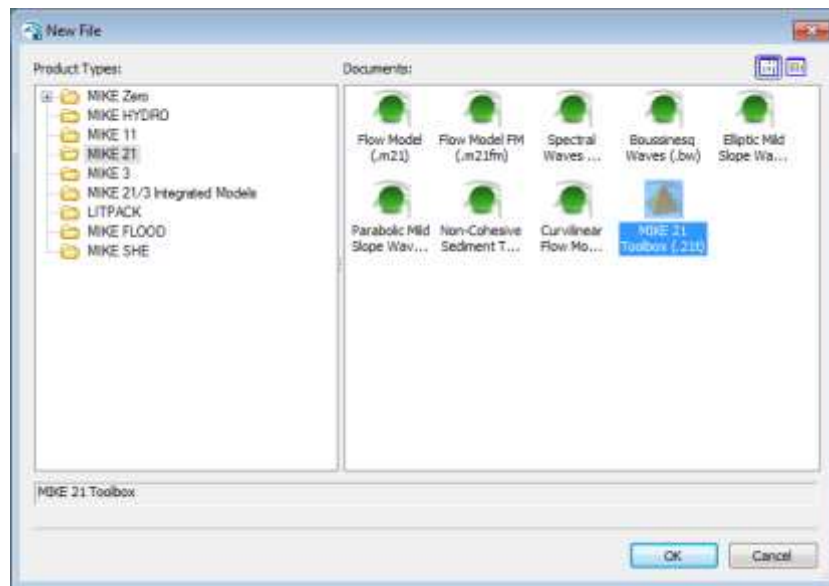 New File
Product Types:
Documents:
MIKE Zero
MIKE HYDRO
MIKE 11
MIKE 21
MIKE 3
MIKE 21/3 Integrated Models
LITPACK
MIKE FLOOD
MIKE SHE
Flow Model
(.m21)
Flow Model FM
(.m21fm)
Spectral
Waves ...
Boussinesq
Waves (.bw)
Elliptic Mild
Slope Wa...
Parabolic Mild
Slope Wav...
Non-Cohesive
Sediment T...
Curvilinear
Flow Mo...
MIKE 21
Toolbox (.21t)
MIKE 21 Toolbox
OK
Cancel